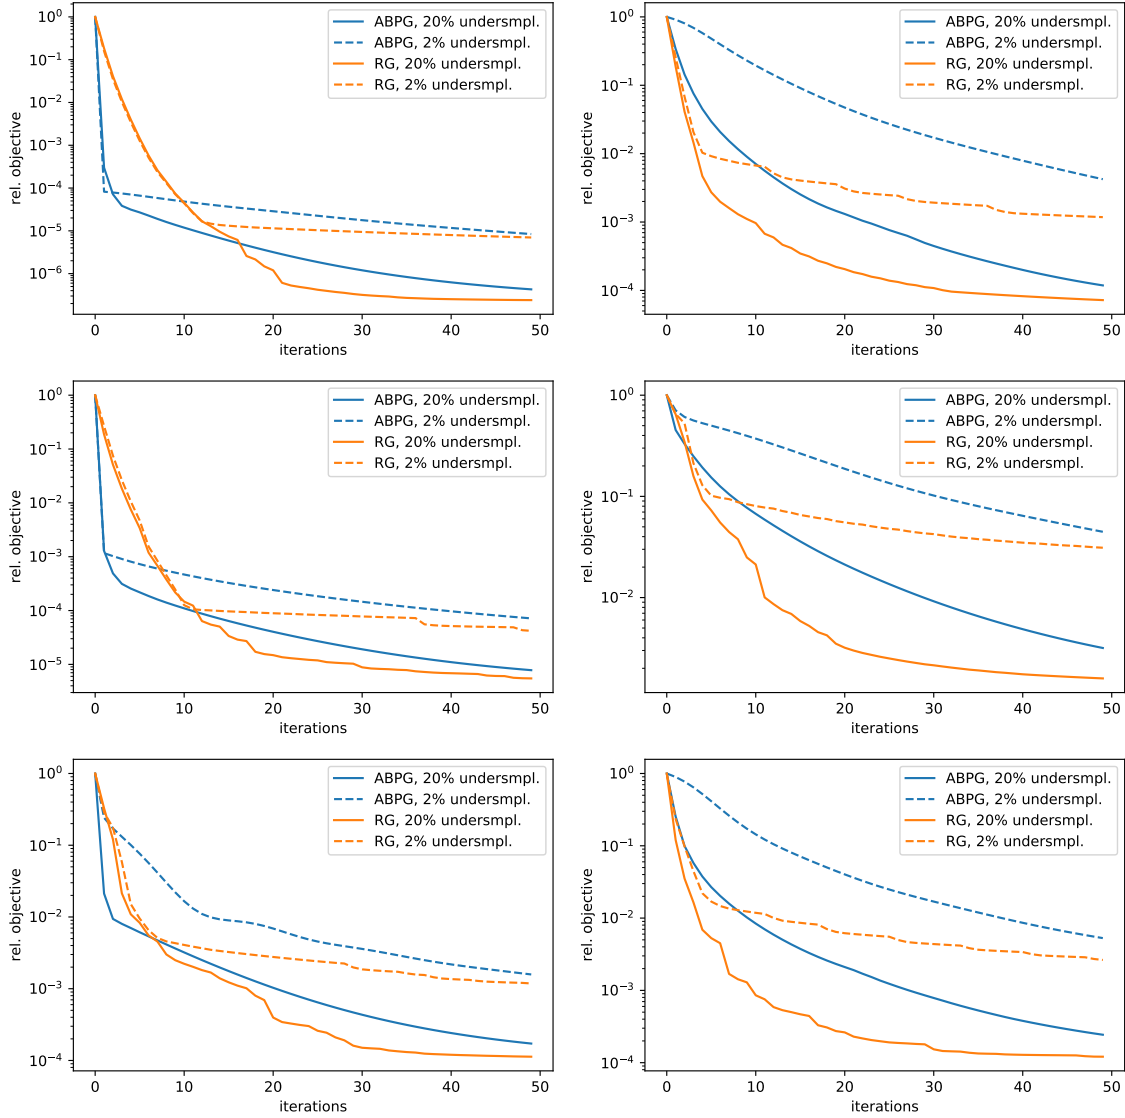 10^0
10^-1
10^-2
10^-3
10^-4
10^-5
10^-6
rel. objective
0 10 20 30 40 50
iterations
ABPG, 20% undersmpl.
ABPG, 2% undersmpl.
RG, 20% undersmpl.
RG, 2% undersmpl.
10^0
10^-1
10^-2
10^-3
10^-4
rel. objective
0 10 20 30 40 50
iterations
ABPG, 20% undersmpl.
ABPG, 2% undersmpl.
RG, 20% undersmpl.
RG, 2% undersmpl.
10^0
10^-1
10^-2
10^-3
10^-4
10^-5
rel. objective
0 10 20 30 40 50
iterations
ABPG, 20% undersmpl.
ABPG, 2% undersmpl.
RG, 20% undersmpl.
RG, 2% undersmpl.
10^0
10^-1
10^-2
rel. objective
0 10 20 30 40 50
iterations
ABPG, 20% undersmpl.
ABPG, 2% undersmpl.
RG, 20% undersmpl.
RG, 2% undersmpl.
10^0
10^-1
10^-2
10^-3
10^-4
rel. objective
0 10 20 30 40 50
iterations
ABPG, 20% undersmpl.
ABPG, 2% undersmpl.
RG, 20% undersmpl.
RG, 2% undersmpl.
10^0
10^-1
10^-2
10^-3
10^-4
rel. objective
0 10 20 30 40 50
iterations
ABPG, 20% undersmpl.
ABPG, 2% undersmpl.
RG, 20% undersmpl.
RG, 2% undersmpl.